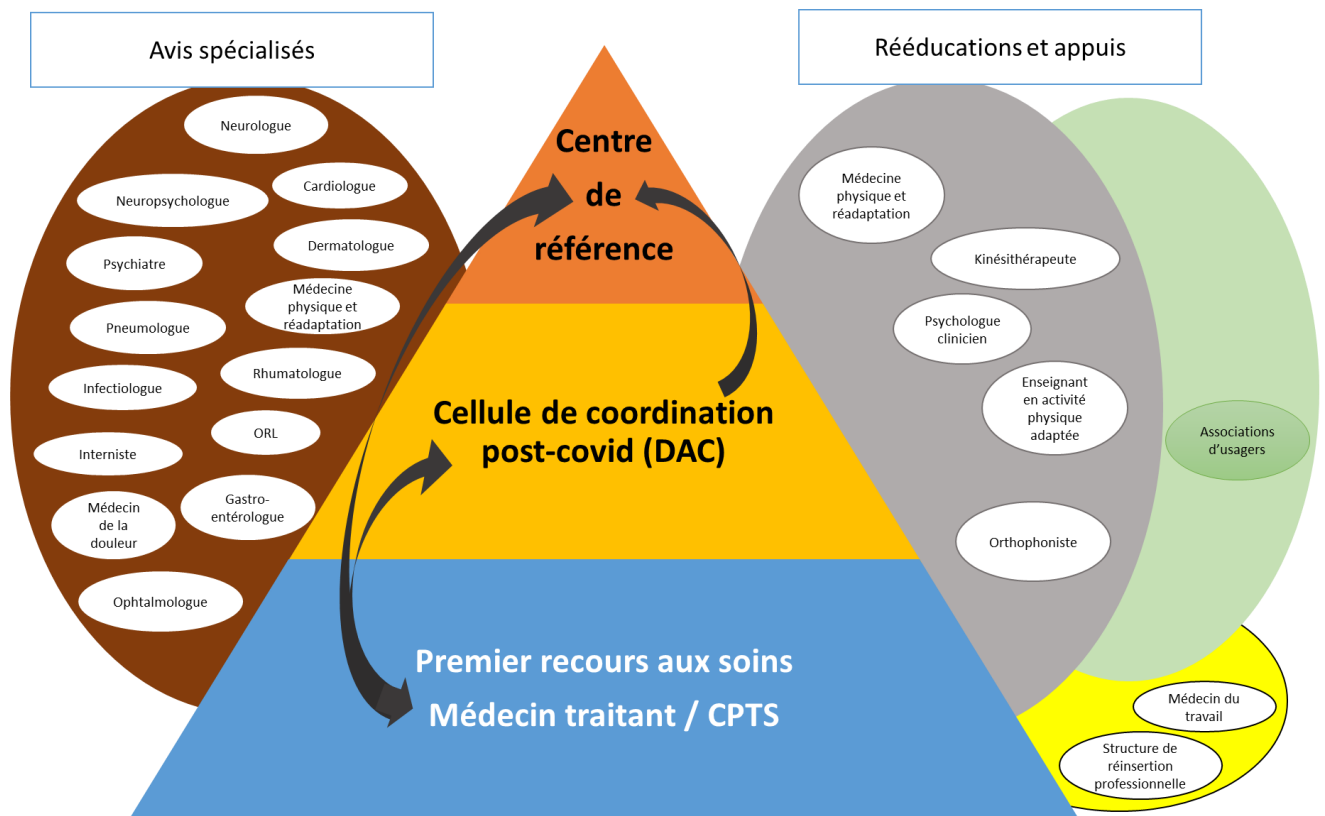 Avis spécialisés
Rééducations et appuis
Neurologue
Cardiologue
Neuropsychologue
Dermatologue
Psychiatre
Médecine
physique et
réadaptation
Pneumologue
Rhumatologue
Infectiologue
ORL
Interniste
Gastro-
entérologue
Médecin
de la
douleur
Ophtalmologue
Centre
de
référence
Cellule de coordination
post-covid (DAC)
Premier recours aux soins
Médecin traitant / CPTS
Médecine
physique et
réadaptation
Kinésithérapeute
Psychologue
clinicien
Enseignant
en activité
physique
adaptée
Orthophoniste
Associations
d'usagers
Médecin du
travail
Structure de
réinsertion
professionnelle